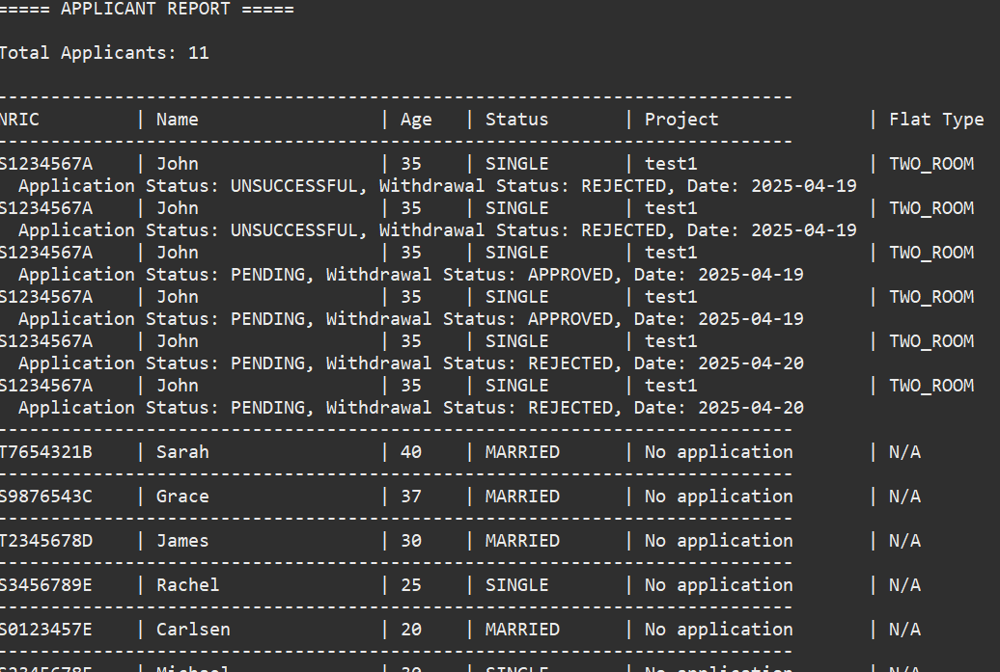 ===== APPLICANT REPORT =====
Total Applicants: 11
------------------------------------------------------------------------------
NRIC | Name | Age | Status | Project | Flat Type
------------------------------------------------------------------------------
S1234567A | John | 35 | SINGLE | test1 | TWO_ROOM
Application Status: UNSUCCESSFUL, Withdrawal Status: REJECTED, Date: 2025-04-19
S1234567A | John | 35 | SINGLE | test1 | TWO_ROOM
Application Status: UNSUCCESSFUL, Withdrawal Status: REJECTED, Date: 2025-04-19
S1234567A | John | 35 | SINGLE | test1 | TWO_ROOM
Application Status: PENDING, Withdrawal Status: APPROVED, Date: 2025-04-19
S1234567A | John | 35 | SINGLE | test1 | TWO_ROOM
Application Status: PENDING, Withdrawal Status: APPROVED, Date: 2025-04-19
S1234567A | John | 35 | SINGLE | test1 | TWO_ROOM
Application Status: PENDING, Withdrawal Status: REJECTED, Date: 2025-04-20
S1234567A | John | 35 | SINGLE | test1 | TWO_ROOM
Application Status: PENDING, Withdrawal Status: REJECTED, Date: 2025-04-20
------------------------------------------------------------------------------
T7654321B | Sarah | 40 | MARRIED | No application | N/A
------------------------------------------------------------------------------
S9876543C | Grace | 37 | MARRIED | No application | N/A
------------------------------------------------------------------------------
T2345678D | James | 30 | MARRIED | No application | N/A
------------------------------------------------------------------------------
S3456789E | Rachel | 25 | SINGLE | No application | N/A
------------------------------------------------------------------------------
S0123457E | Carlsen | 20 | MARRIED | No application | N/A
------------------------------------------------------------------------------
| Michael | 30 | SINGLE | No application | N/A